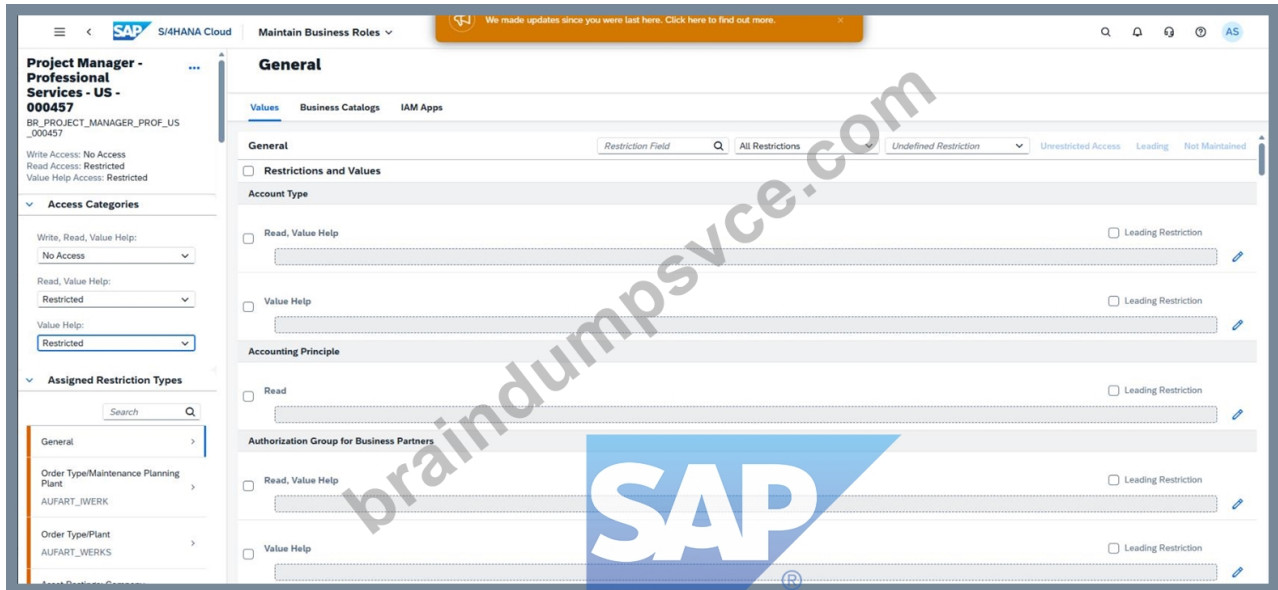 SAP S/4HANA Cloud Maintain Business Roles
We made updates since you were last here. Click here to find out more.
AS
Project Manager -
Professional
Services - US -
000457
BR_PROJECT_MANAGER_PROF_US
_000457
Write Access: No Access
Read Access: Restricted
Value Help Access: Restricted
Access Categories
Write, Read, Value Help:
No Access
Read, Value Help:
Restricted
Value Help:
Restricted
Assigned Restriction Types
Search
General
Order Type/Maintenance Planning
Plant
AUFART_IWERK
Order Type/Plant
AUFART_WERKS
Asset Postings: Company
General
Values Business Catalogs IAM Apps
General Restriction Field All Restrictions Undefined Restriction Unrestricted Access Leading Not Maintained
Restrictions and Values
Account Type
Read, Value Help Leading Restriction
Value Help Leading Restriction
Accounting Principle
Read Leading Restriction
Authorization Group for Business Partners
Read, Value Help Leading Restriction
Value Help Leading Restriction
braindumpsvce.com
SAP ®